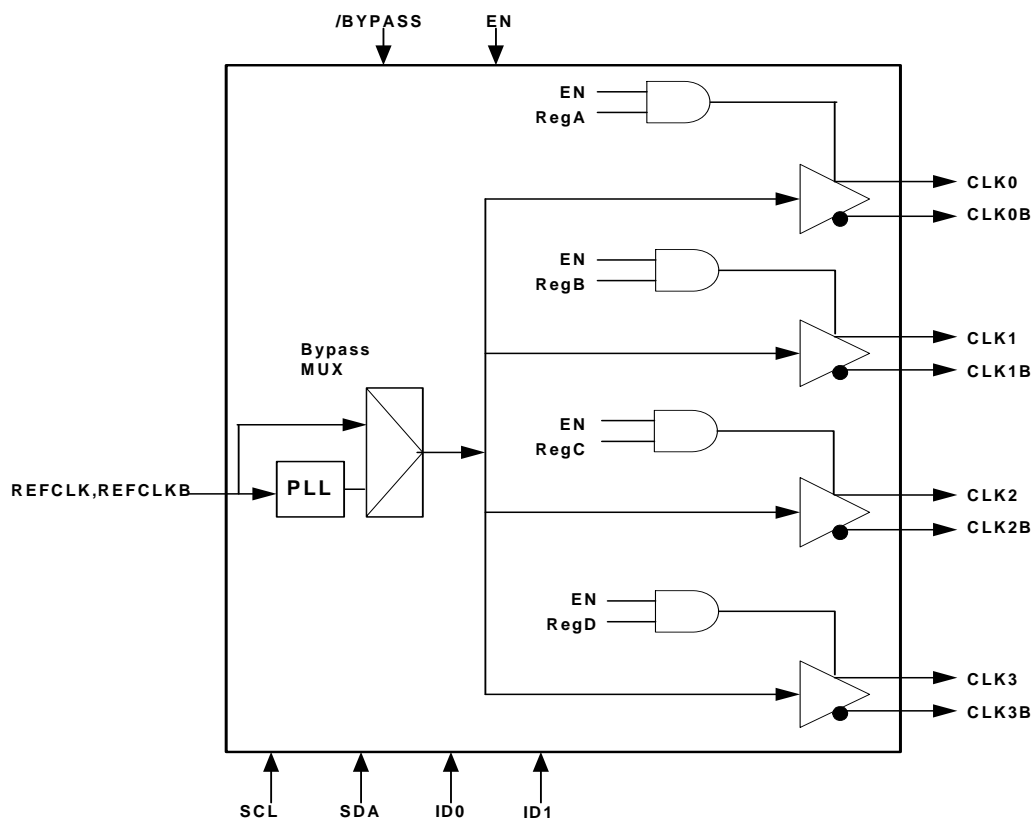 /BYPASS EN
EN
RegA
CLK0
CLK0B
EN
RegB
CLK1
CLK1B
Bypass
MUX
EN
RegC
REFCLK,REFCLKB
PLL
CLK2
CLK2B
EN
RegD
CLK3
CLK3B
SCL SDA ID0 ID1